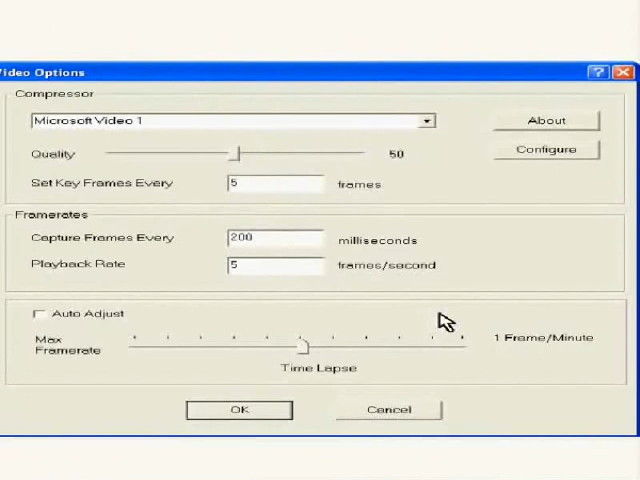 Video Options
Compressor
Microsoft Video 1
About
Quality 50
Configure
Set Key Frames Every 5 frames
Framerates
Capture Frames Every 200 milliseconds
Playback Rate 5 frames/second
Auto Adjust
Max Framerate
1 Frame/Minute
Time Lapse
OK Cancel